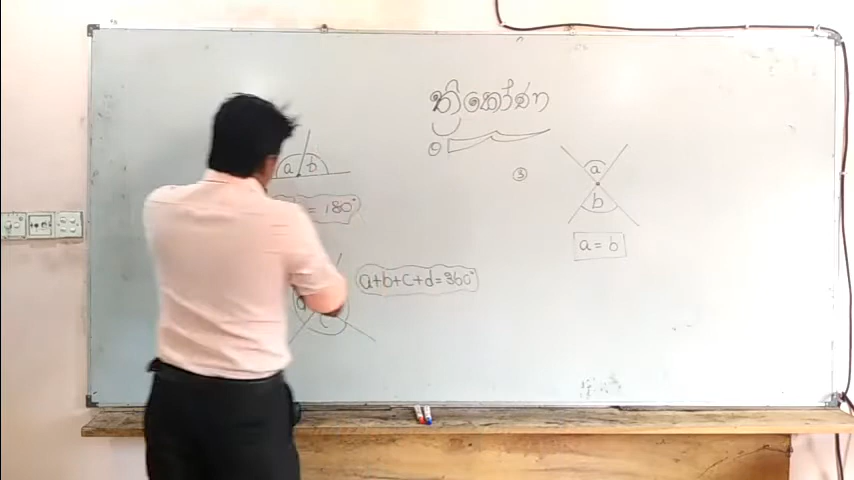 ත්‍රිකෝණ
a b
= 180°
③
a
b
a = b
a+b+c+d=360°
c